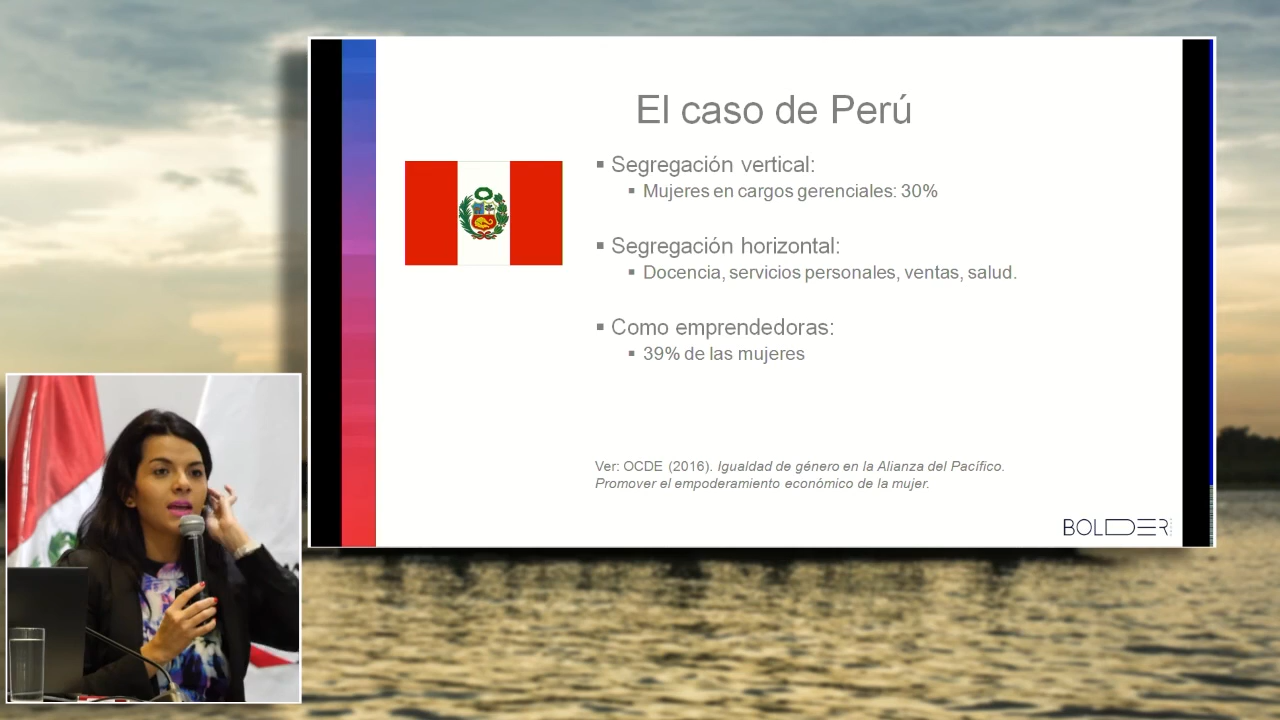 El caso de Perú
▪ Segregación vertical:
▪ Mujeres en cargos gerenciales: 30%
▪ Segregación horizontal:
▪ Docencia, servicios personales, ventas, salud.
▪ Como emprendedoras:
▪ 39% de las mujeres
Ver: OCDE (2016). Igualdad de género en la Alianza del Pacífico.
Promover el empoderamiento económico de la mujer.
BOLDER